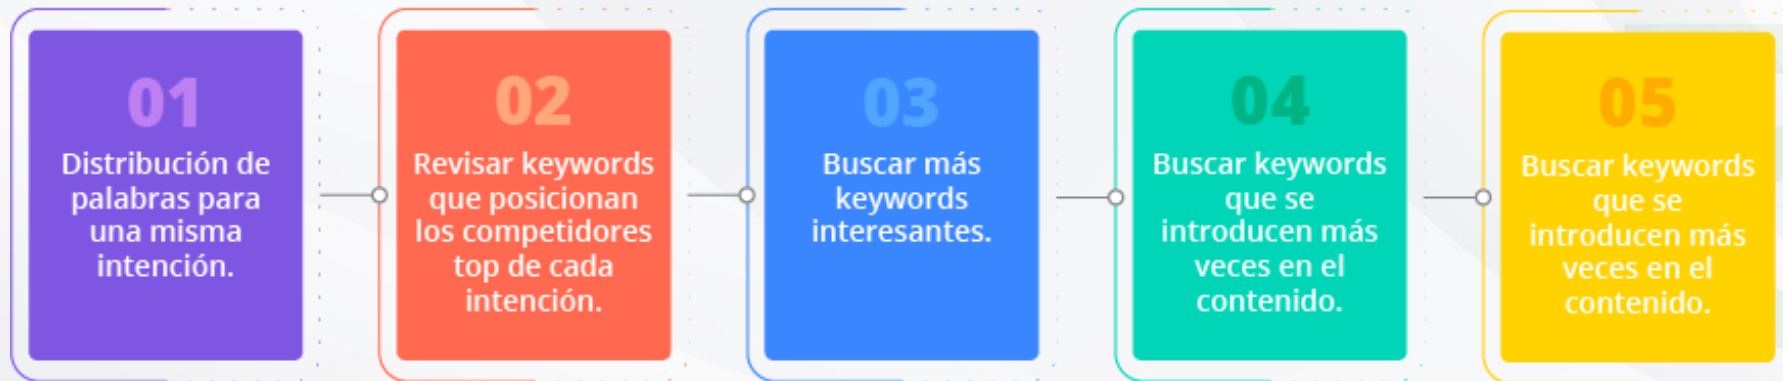 01
Distribución de
palabras para
una misma
intención.
02
Revisar keywords
que posicionan
los competidores
top de cada
intención.
03
Buscar más
keywords
interesantes.
04
Buscar keywords
que se
introducen más
veces en el
contenido.
05
Buscar keywords
que se
introducen más
veces en el
contenido.